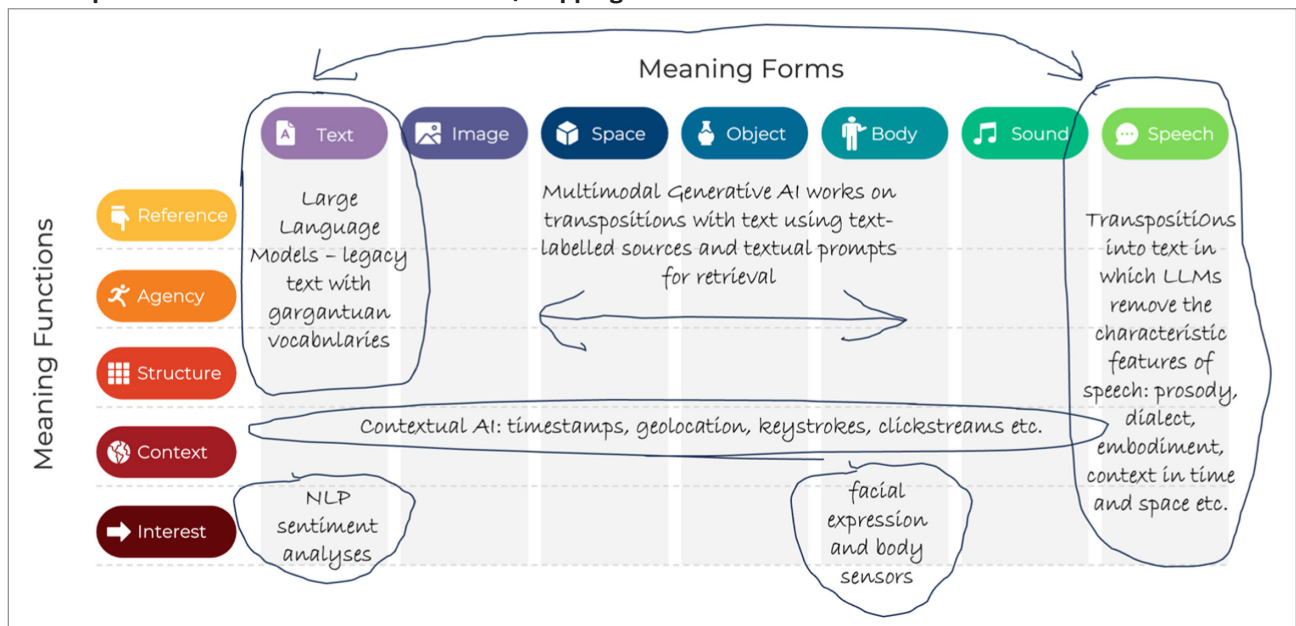 Meaning Forms
Text
Image
Space
Object
Body
Sound
Speech
Meaning Functions
Reference
Agency
Structure
Context
Interest
Large
Language
Models – legacy
text with
gargantuan
vocabnlaries
Multimodal Generative AI works on
transpositions with text using text-
labelled sources and textual prompts
for retrieval
TranspositiOns
into text in
which LLMs
remove the
characteristic
features of
speech: prosody,
dialect,
embodiment,
context in time
and space etc.
Contextual AI: timestamps, geolocation, keystrokes, clickstreams etc.
NLP
sentiment
analyses
facial
expression
and body
sensors